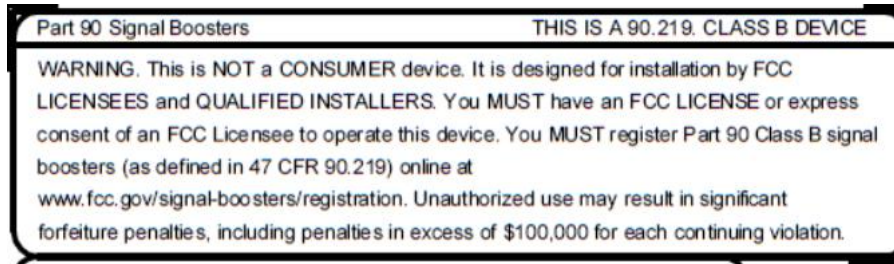 Part 90 Signal Boosters THIS IS A 90.219. CLASS B DEVICE
WARNING. This is NOT a CONSUMER device. It is designed for installation by FCC
LICENSEES and QUALIFIED INSTALLERS. You MUST have an FCC LICENSE or express
consent of an FCC Licensee to operate this device. You MUST register Part 90 Class B signal
boosters (as defined in 47 CFR 90.219) online at
www.fcc.gov/signal-boosters/registration. Unauthorized use may result in significant
forfeiture penalties, including penalties in excess of $100,000 for each continuing violation.